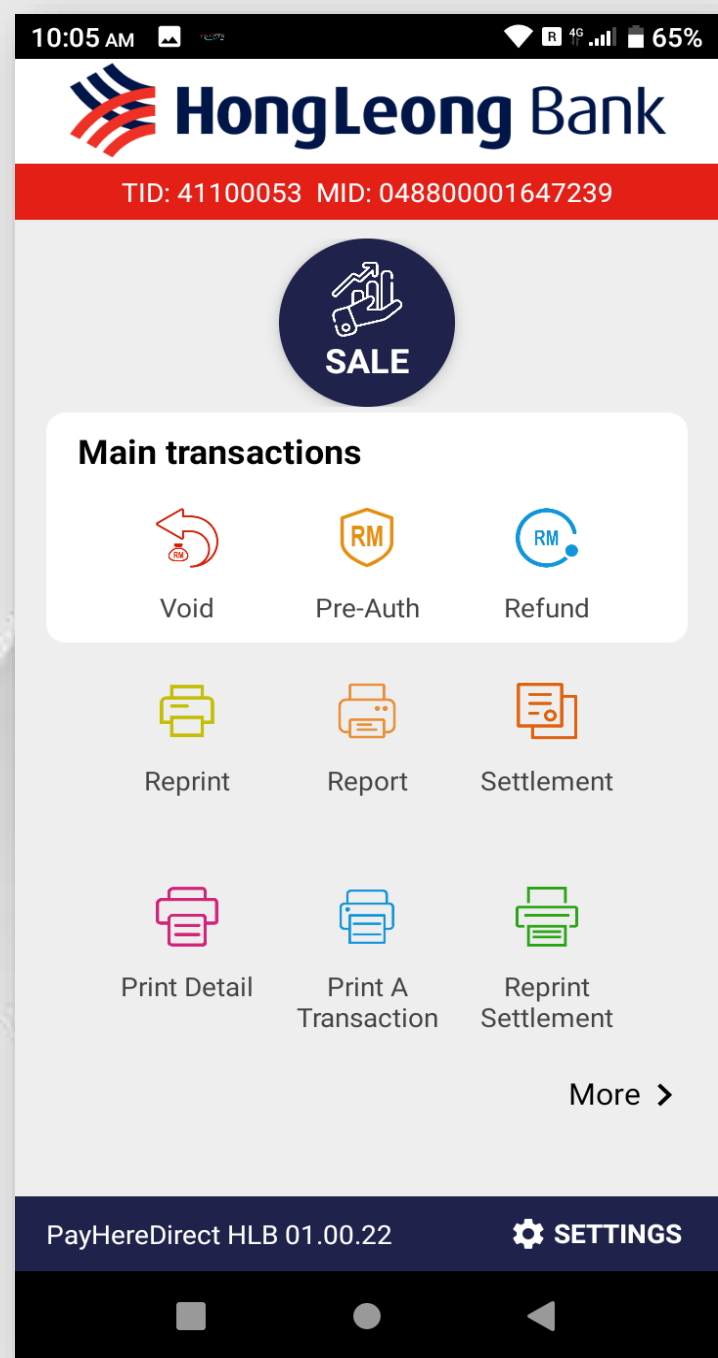 10:05 AM R 4G 65%
HongLeong Bank
TID: 41100053 MID: 048800001647239
SALE
Main transactions
RM RM RM
Void Pre-Auth Refund
Reprint Report Settlement
Print Detail Print A Transaction Reprint Settlement
More
PayHereDirect HLB 01.00.22 SETTINGS